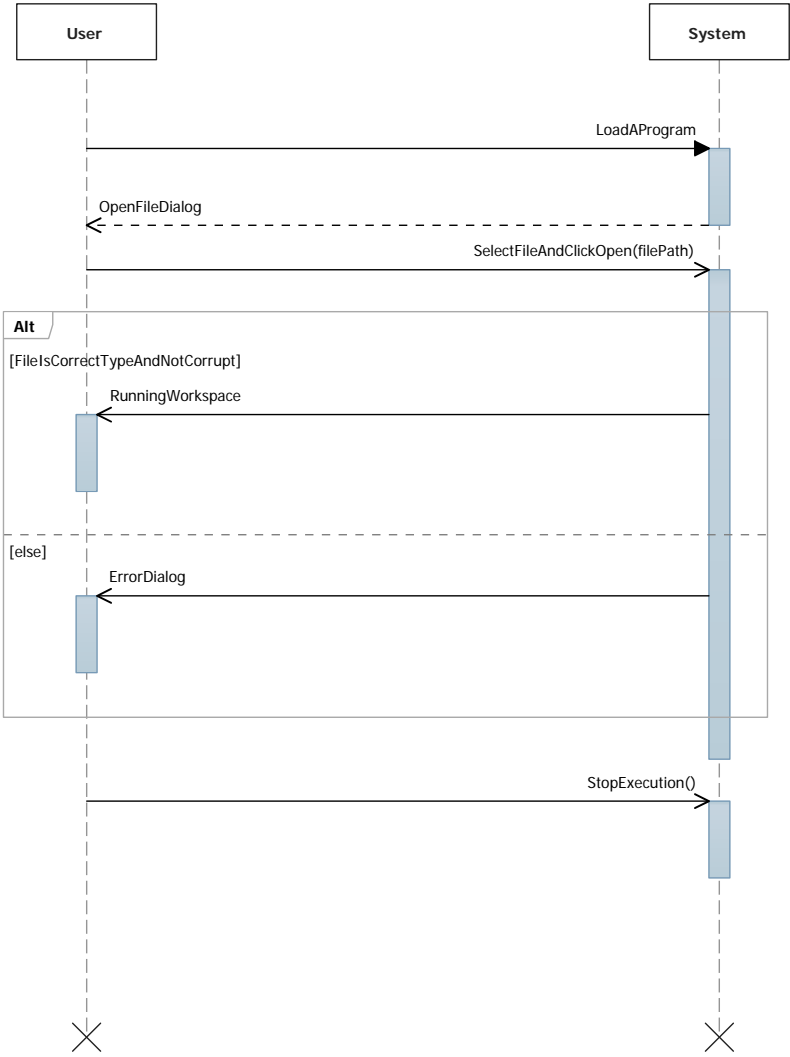 User
System
LoadAProgram
OpenFileDialog
SelectFileAndClickOpen(filePath)
Alt
[FileIsCorrectTypeAndNotCorrupt]
RunningWorkspace
[else]
ErrorDialog
StopExecution()